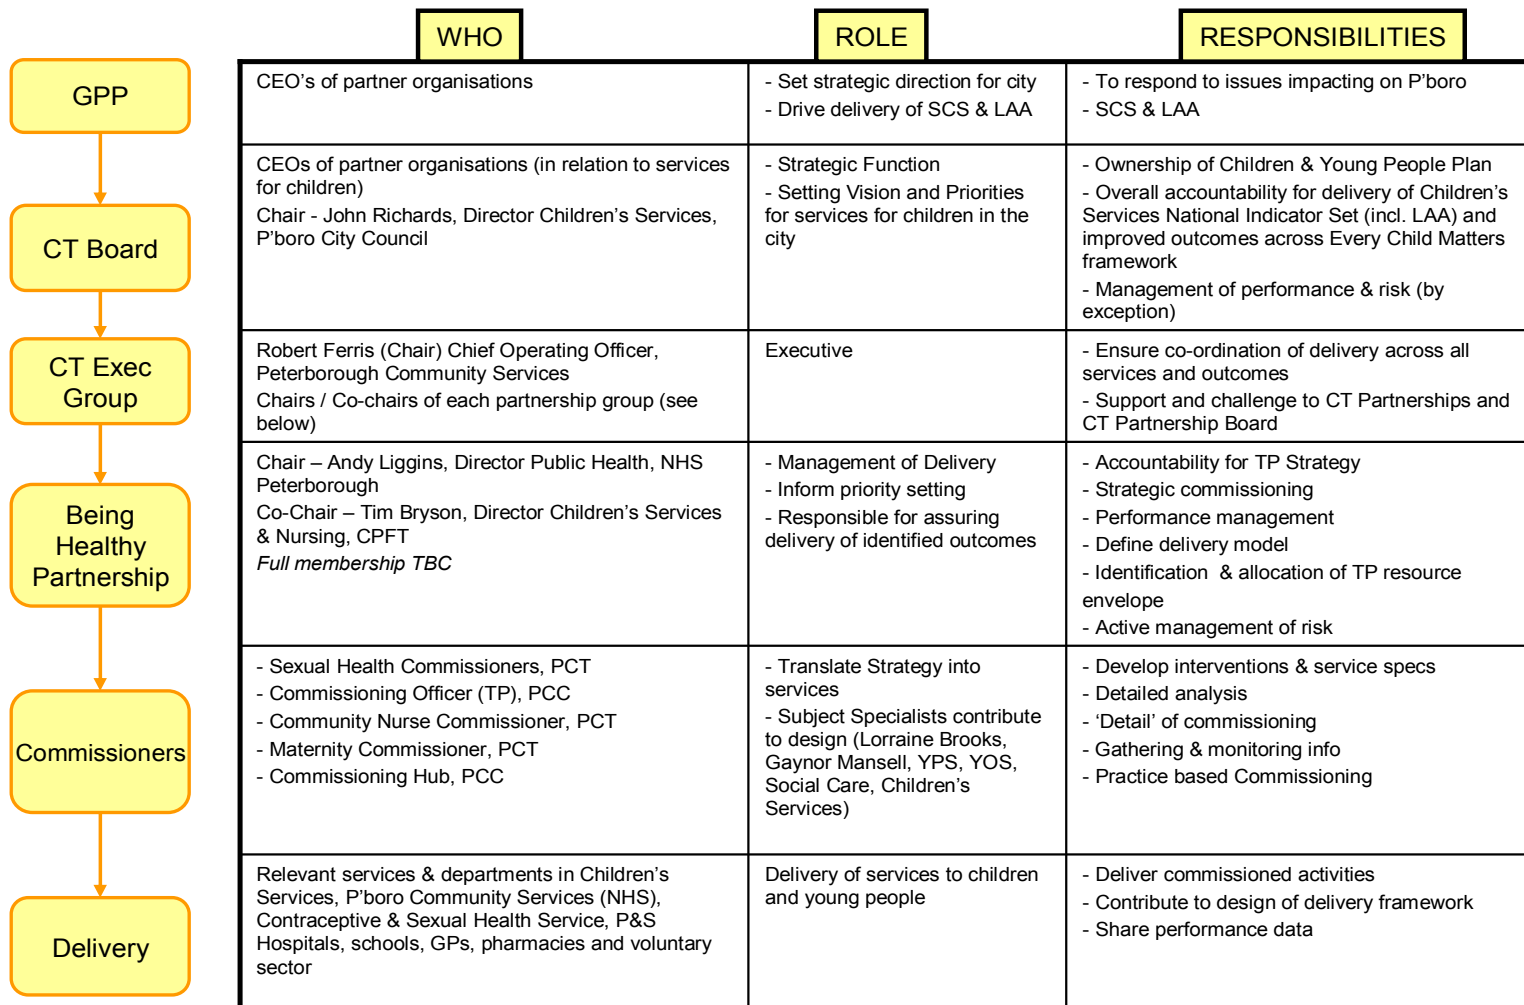 WHO
ROLE
RESPONSIBILITIES
GPP
CEO’s of partner organisations
- Set strategic direction for city
- Drive delivery of SCS & LAA
- To respond to issues impacting on P’boro
- SCS & LAA
CT Board
CEOs of partner organisations (in relation to services
for children)
Chair - John Richards, Director Children’s Services,
P’boro City Council
- Strategic Function
- Setting Vision and Priorities
for services for children in the
city
- Ownership of Children & Young People Plan
- Overall accountability for delivery of Children’s
Services National Indicator Set (incl. LAA) and
improved outcomes across Every Child Matters
framework
- Management of performance & risk (by
exception)
CT Exec
Group
Robert Ferris (Chair) Chief Operating Officer,
Peterborough Community Services
Chairs / Co-chairs of each partnership group (see
below)
Executive
- Ensure co-ordination of delivery across all
services and outcomes
- Support and challenge to CT Partnerships and
CT Partnership Board
Being
Healthy
Partnership
Chair – Andy Liggins, Director Public Health, NHS
Peterborough
Co-Chair – Tim Bryson, Director Children’s Services
& Nursing, CPFT
Full membership TBC
- Management of Delivery
- Inform priority setting
- Responsible for assuring
delivery of identified outcomes
- Accountability for TP Strategy
- Strategic commissioning
- Performance management
- Define delivery model
- Identification & allocation of TP resource
envelope
- Active management of risk
Commissioners
- Sexual Health Commissioners, PCT
- Commissioning Officer (TP), PCC
- Community Nurse Commissioner, PCT
- Maternity Commissioner, PCT
- Commissioning Hub, PCC
- Translate Strategy into
services
- Subject Specialists contribute
to design (Lorraine Brooks,
Gaynor Mansell, YPS, YOS,
Social Care, Children’s
Services)
- Develop interventions & service specs
- Detailed analysis
- ‘Detail’ of commissioning
- Gathering & monitoring info
- Practice based Commissioning
Delivery
Relevant services & departments in Children’s
Services, P’boro Community Services (NHS),
Contraceptive & Sexual Health Service, P&S
Hospitals, schools, GPs, pharmacies and voluntary
sector
Delivery of services to children
and young people
- Deliver commissioned activities
- Contribute to design of delivery framework
- Share performance data